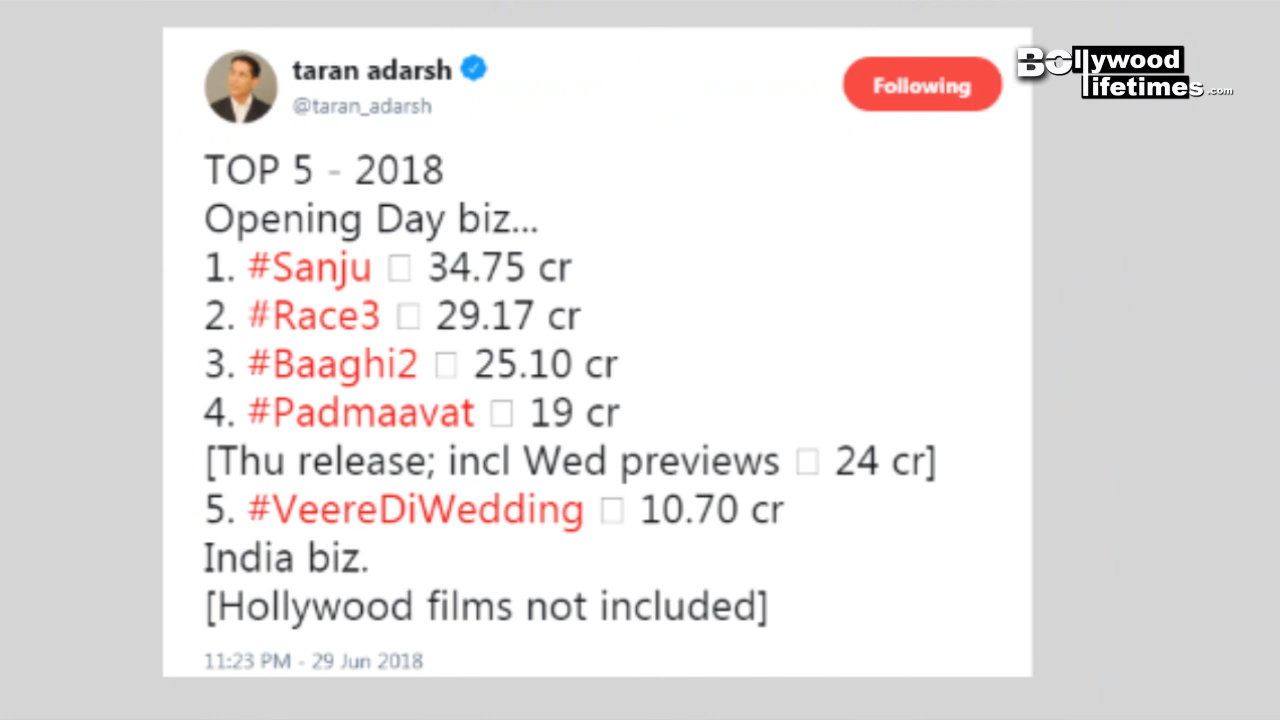 taran adarsh
@taran_adarsh
Following
Bollywood
lifetimes.com
TOP 5 - 2018
Opening Day biz...
1. #Sanju □ 34.75 cr
2. #Race3 □ 29.17 cr
3. #Baaghi2 □ 25.10 cr
4. #Padmaavat □ 19 cr
[Thu release; incl Wed previews □ 24 cr]
5. #VeereDiWedding □ 10.70 cr
India biz.
[Hollywood films not included]
11:23 PM - 29 Jun 2018